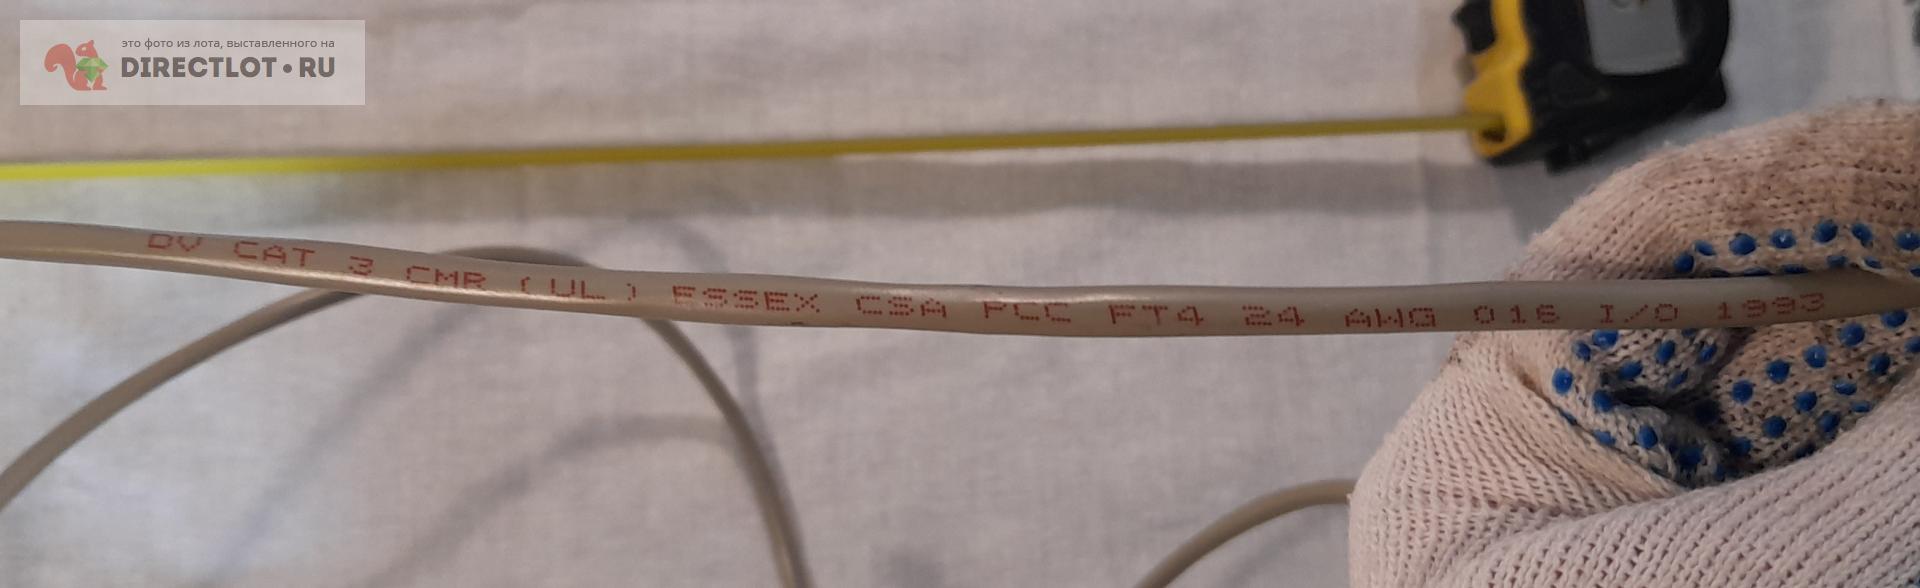 это фото из лота, выставленного на
DIRECTLOT•RU
DV CAT 3 CMR (UL) ESSEX CSA PCC FT4 24 AWG 016 I/O 1993